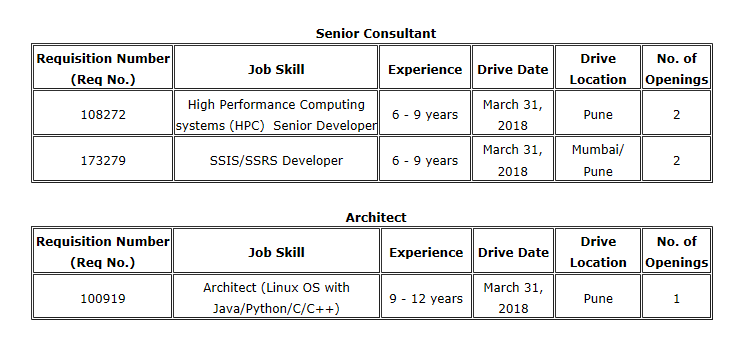 Senior Consultant
Requisition Number (Req No.) Job Skill Experience Drive Date Drive Location No. of Openings
108272 High Performance Computing systems (HPC) Senior Developer 6 - 9 years March 31, 2018 Pune 2
173279 SSIS/SSRS Developer 6 - 9 years March 31, 2018 Mumbai/ Pune 2
Architect
Requisition Number (Req No.) Job Skill Experience Drive Date Drive Location No. of Openings
100919 Architect (Linux OS with Java/Python/C/C++) 9 - 12 years March 31, 2018 Pune 1